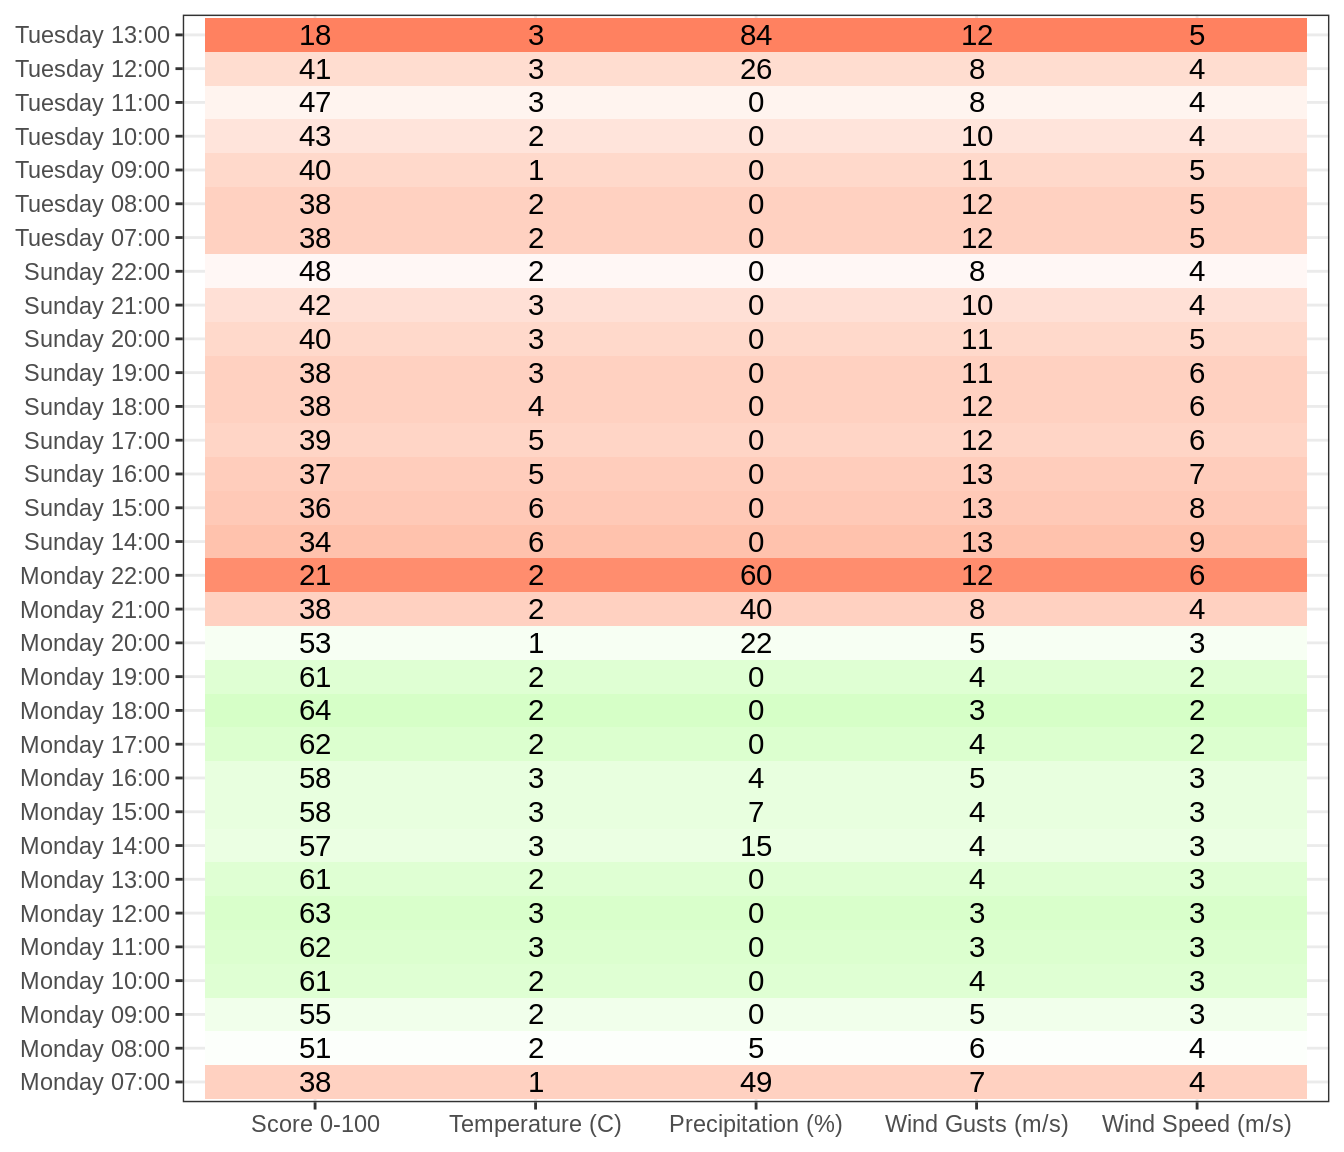 Tuesday 13:00 18 3 84 12 5
Tuesday 12:00 41 3 26 8 4
Tuesday 11:00 47 3 0 8 4
Tuesday 10:00 43 2 0 10 4
Tuesday 09:00 40 1 0 11 5
Tuesday 08:00 38 2 0 12 5
Tuesday 07:00 38 2 0 12 5
Sunday 22:00 48 2 0 8 4
Sunday 21:00 42 3 0 10 4
Sunday 20:00 40 3 0 11 5
Sunday 19:00 38 3 0 11 6
Sunday 18:00 38 4 0 12 6
Sunday 17:00 39 5 0 12 6
Sunday 16:00 37 5 0 13 7
Sunday 15:00 36 6 0 13 8
Sunday 14:00 34 6 0 13 9
Monday 22:00 21 2 60 12 6
Monday 21:00 38 2 40 8 4
Monday 20:00 53 1 22 5 3
Monday 19:00 61 2 0 4 2
Monday 18:00 64 2 0 3 2
Monday 17:00 62 2 0 4 2
Monday 16:00 58 3 4 5 3
Monday 15:00 58 3 7 4 3
Monday 14:00 57 3 15 4 3
Monday 13:00 61 2 0 4 3
Monday 12:00 63 3 0 3 3
Monday 11:00 62 3 0 3 3
Monday 10:00 61 2 0 4 3
Monday 09:00 55 2 0 5 3
Monday 08:00 51 2 5 6 4
Monday 07:00 38 1 49 7 4
Score 0-100 Temperature (C) Precipitation (%) Wind Gusts (m/s) Wind Speed (m/s)